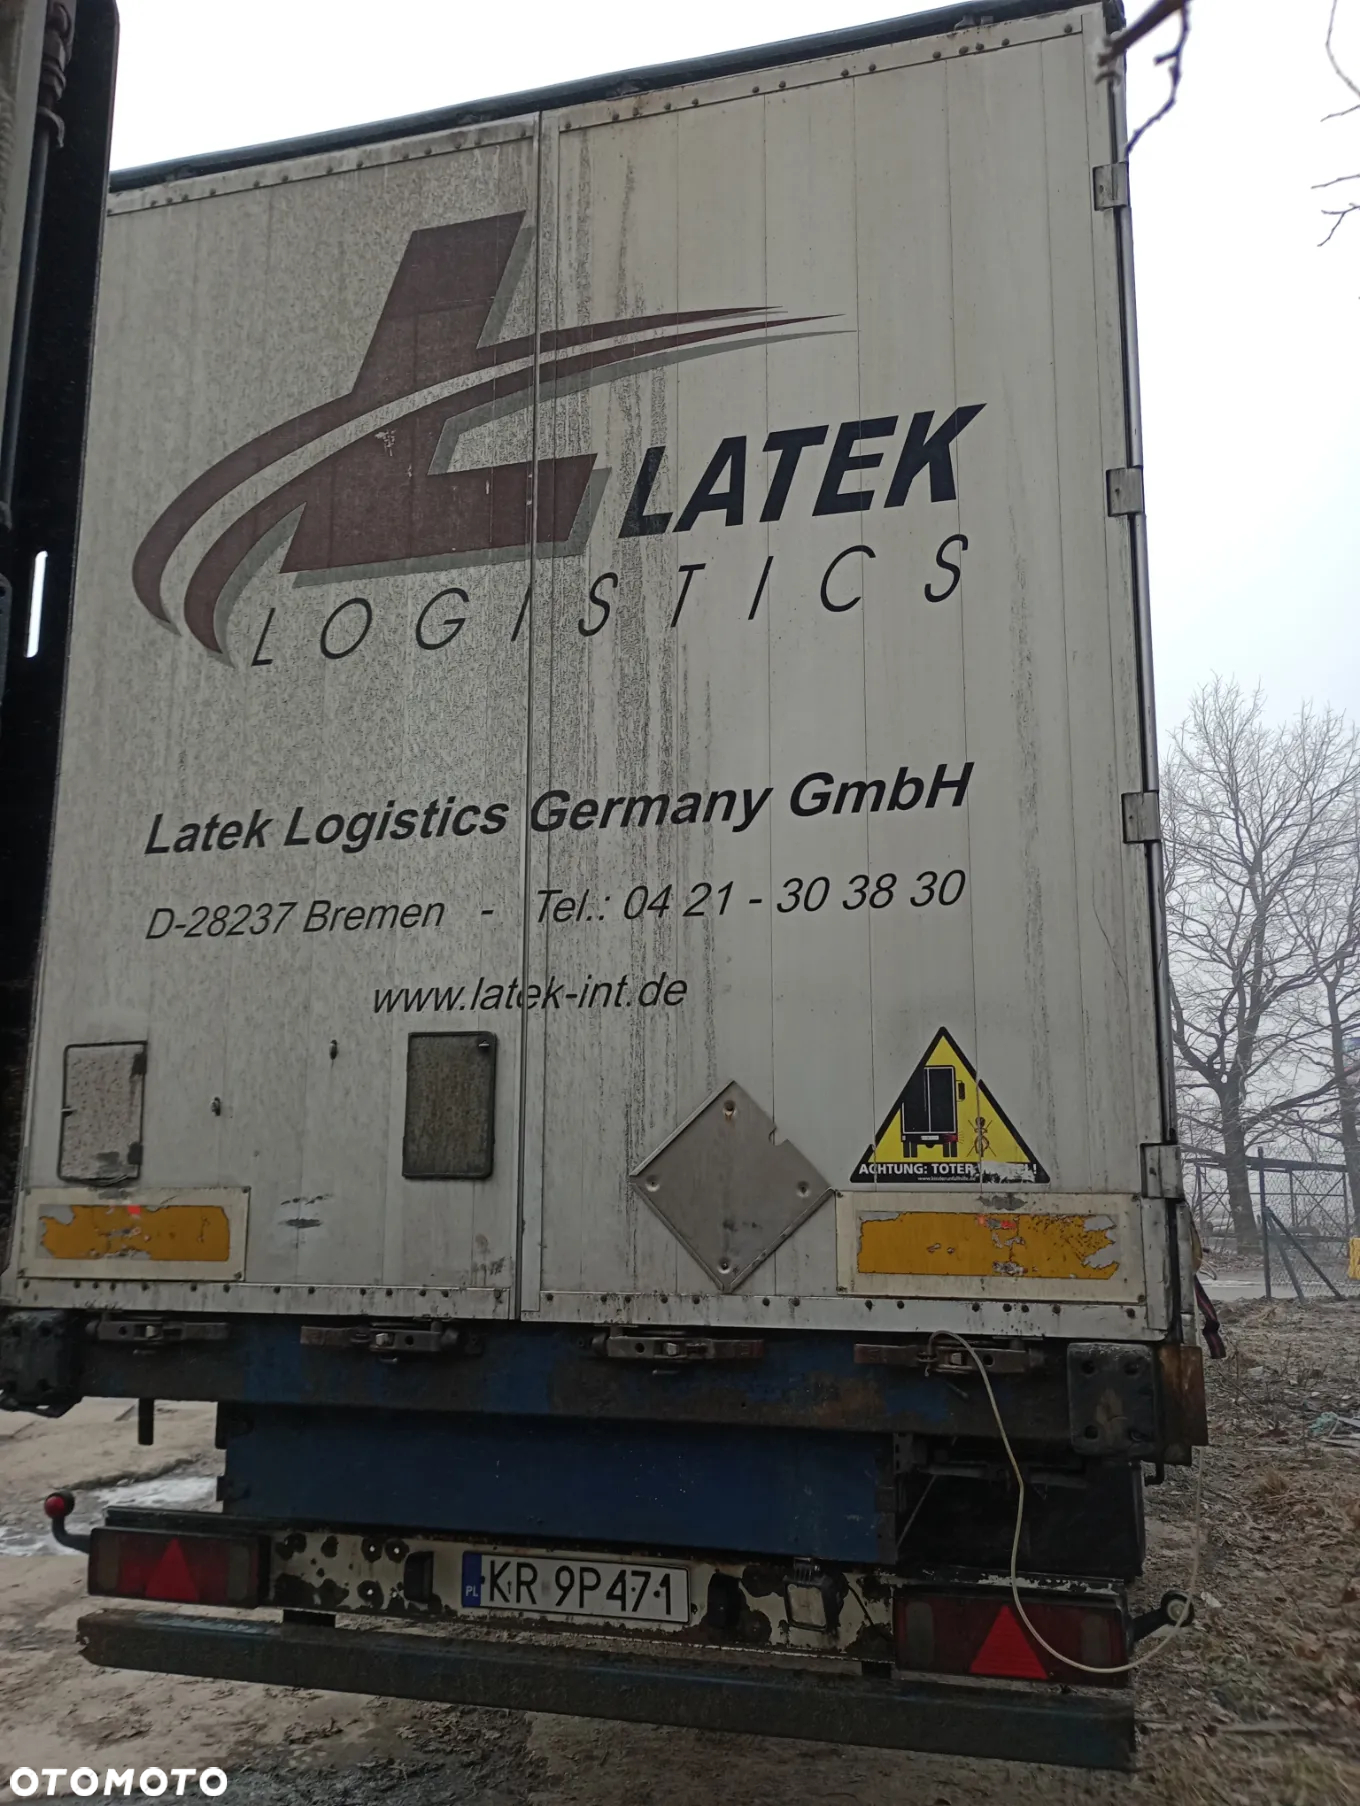 LATEK
LOGISTICS
Latek Logistics Germany GmbH
D-28237 Bremen - Tel.: 04 21 - 30 38 30
www.latek-int.de
ACHTUNG: TOTER
PL KR 9P471
OTOMOTO